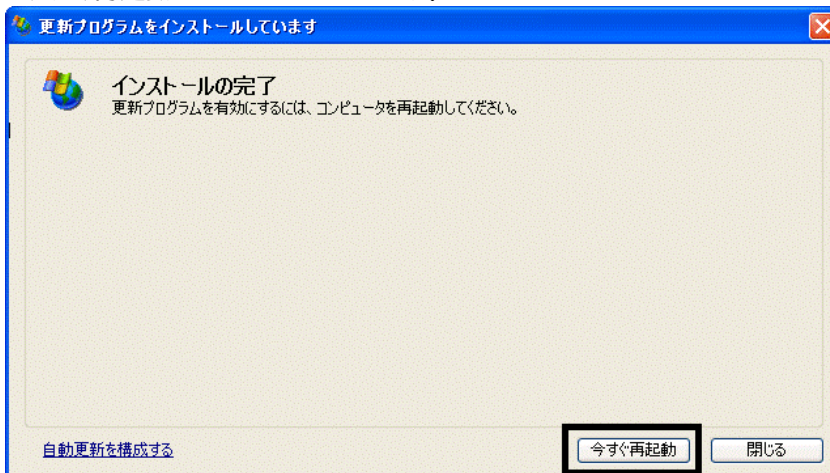 更新プログラムをインストールしています
インストールの完了
更新プログラムを有効にするには、コンピュータを再起動してください。
自動更新を構成する
今すぐ再起動
閉じる